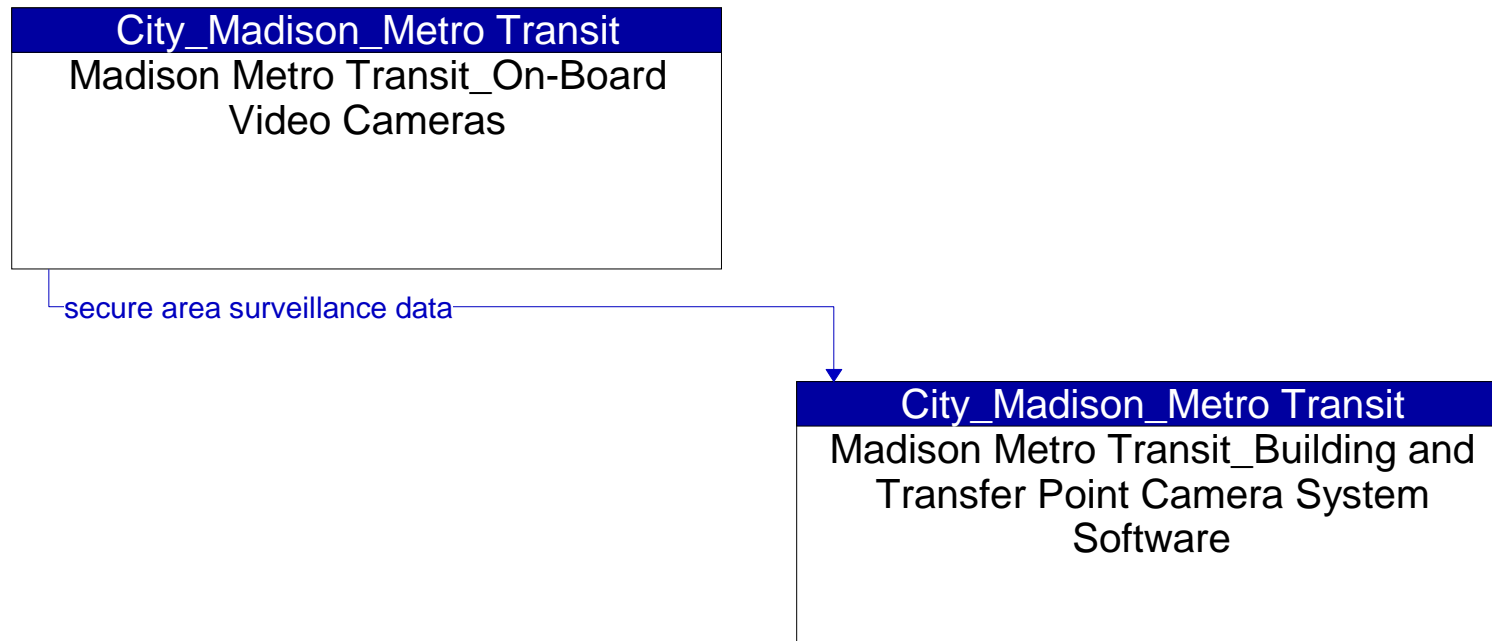 City_Madison_Metro Transit
Madison Metro Transit_On-Board
Video Cameras
secure area surveillance data
City_Madison_Metro Transit
Madison Metro Transit_Building and
Transfer Point Camera System
Software